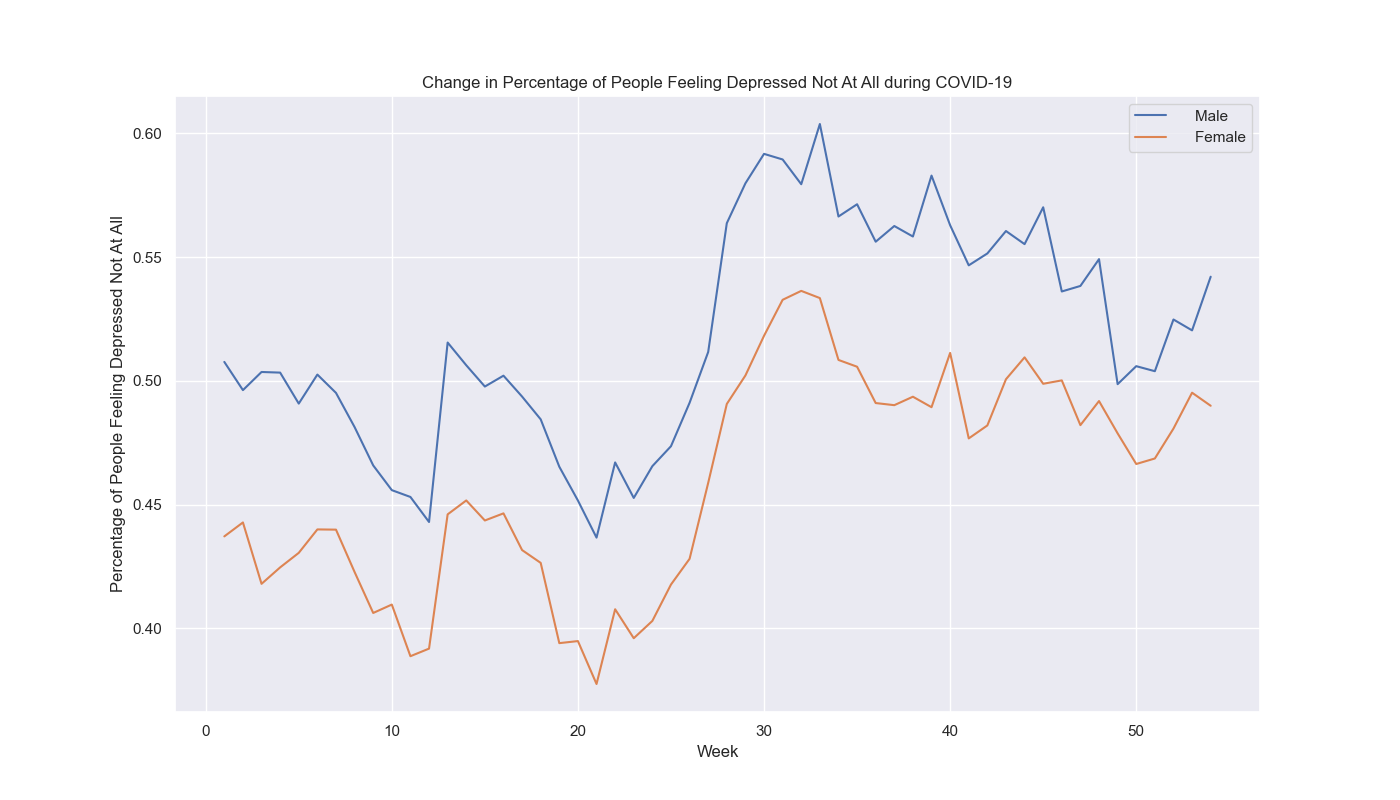 Change in Percentage of People Feeling Depressed Not At All during COVID-19
Male
Female
Percentage of People Feeling Depressed Not At All
0.60
0.55
0.50
0.45
0.40
0
10
20
30
40
50
Week